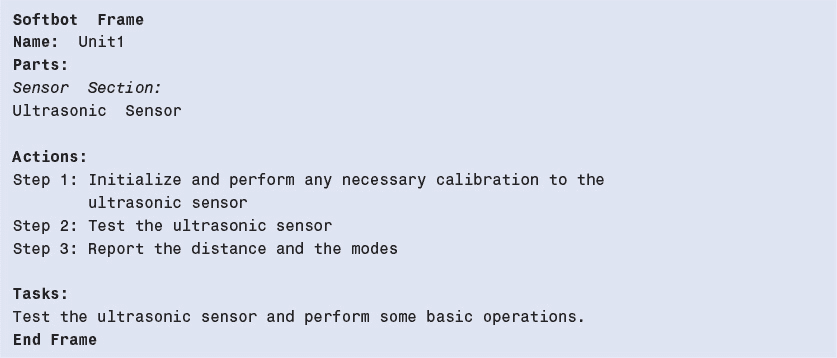 Softbot Frame
Name: Unit1
Parts:
Sensor Section:
Ultrasonic Sensor
Actions:
Step 1: Initialize and perform any necessary calibration to the
ultrasonic sensor
Step 2: Test the ultrasonic sensor
Step 3: Report the distance and the modes
Tasks:
Test the ultrasonic sensor and perform some basic operations.
End Frame